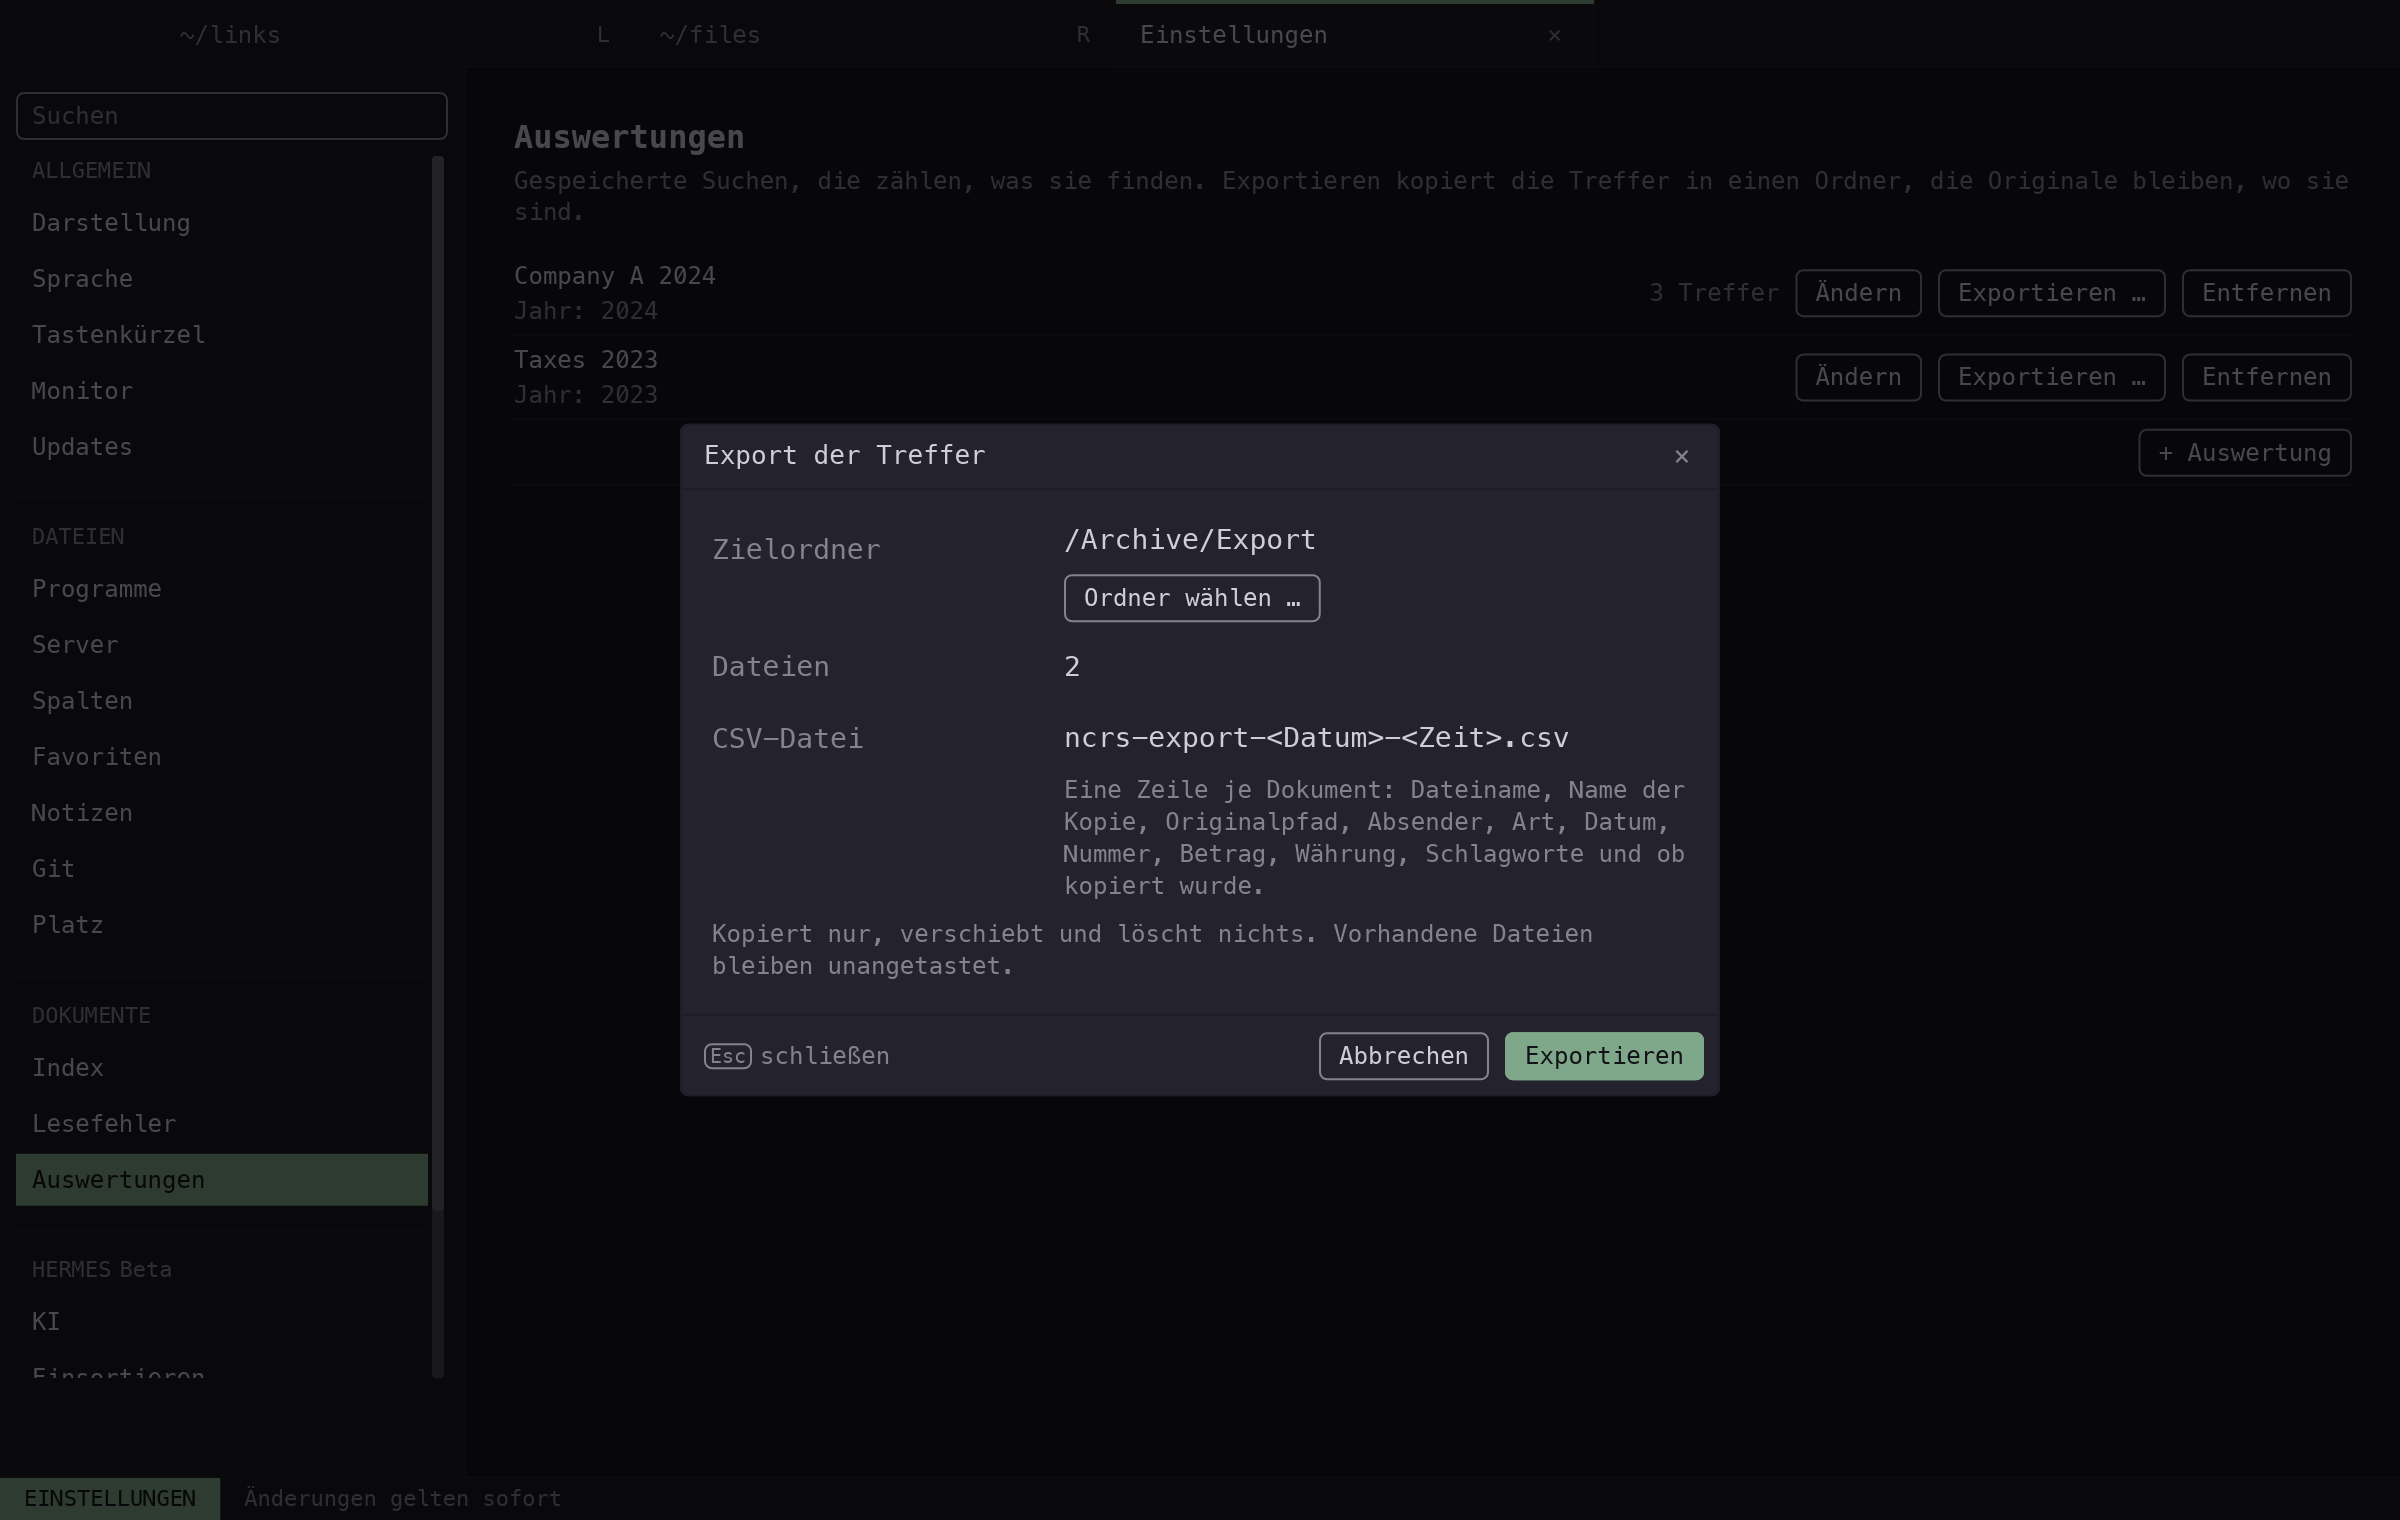 ~/links L ~/files R Einstellungen ×
Suchen
ALLGEMEIN
Darstellung
Sprache
Tastenkürzel
Monitor
Updates
DATEIEN
Programme
Server
Spalten
Favoriten
Notizen
Git
Platz
DOKUMENTE
Index
Lesefehler
Auswertungen
HERMES Beta
KI
Einsortieren
Auswertungen
Gespeicherte Suchen, die zählen, was sie finden. Exportieren kopiert die Treffer in einen Ordner, die Originale bleiben, wo sie
sind.
Company A 2024
Jahr: 2024
3 Treffer Ändern Exportieren … Entfernen
Taxes 2023
Jahr: 2023
Ändern Exportieren … Entfernen
+ Auswertung
Export der Treffer ×
Zielordner /Archive/Export
Ordner wählen …
Dateien 2
CSV-Datei ncrs-export-<Datum>-<Zeit>.csv
Eine Zeile je Dokument: Dateiname, Name der
Kopie, Originalpfad, Absender, Art, Datum,
Nummer, Betrag, Währung, Schlagworte und ob
kopiert wurde.
Kopiert nur, verschiebt und löscht nichts. Vorhandene Dateien
bleiben unangetastet.
Esc schließen Abbrechen Exportieren
EINSTELLUNGEN Änderungen gelten sofort